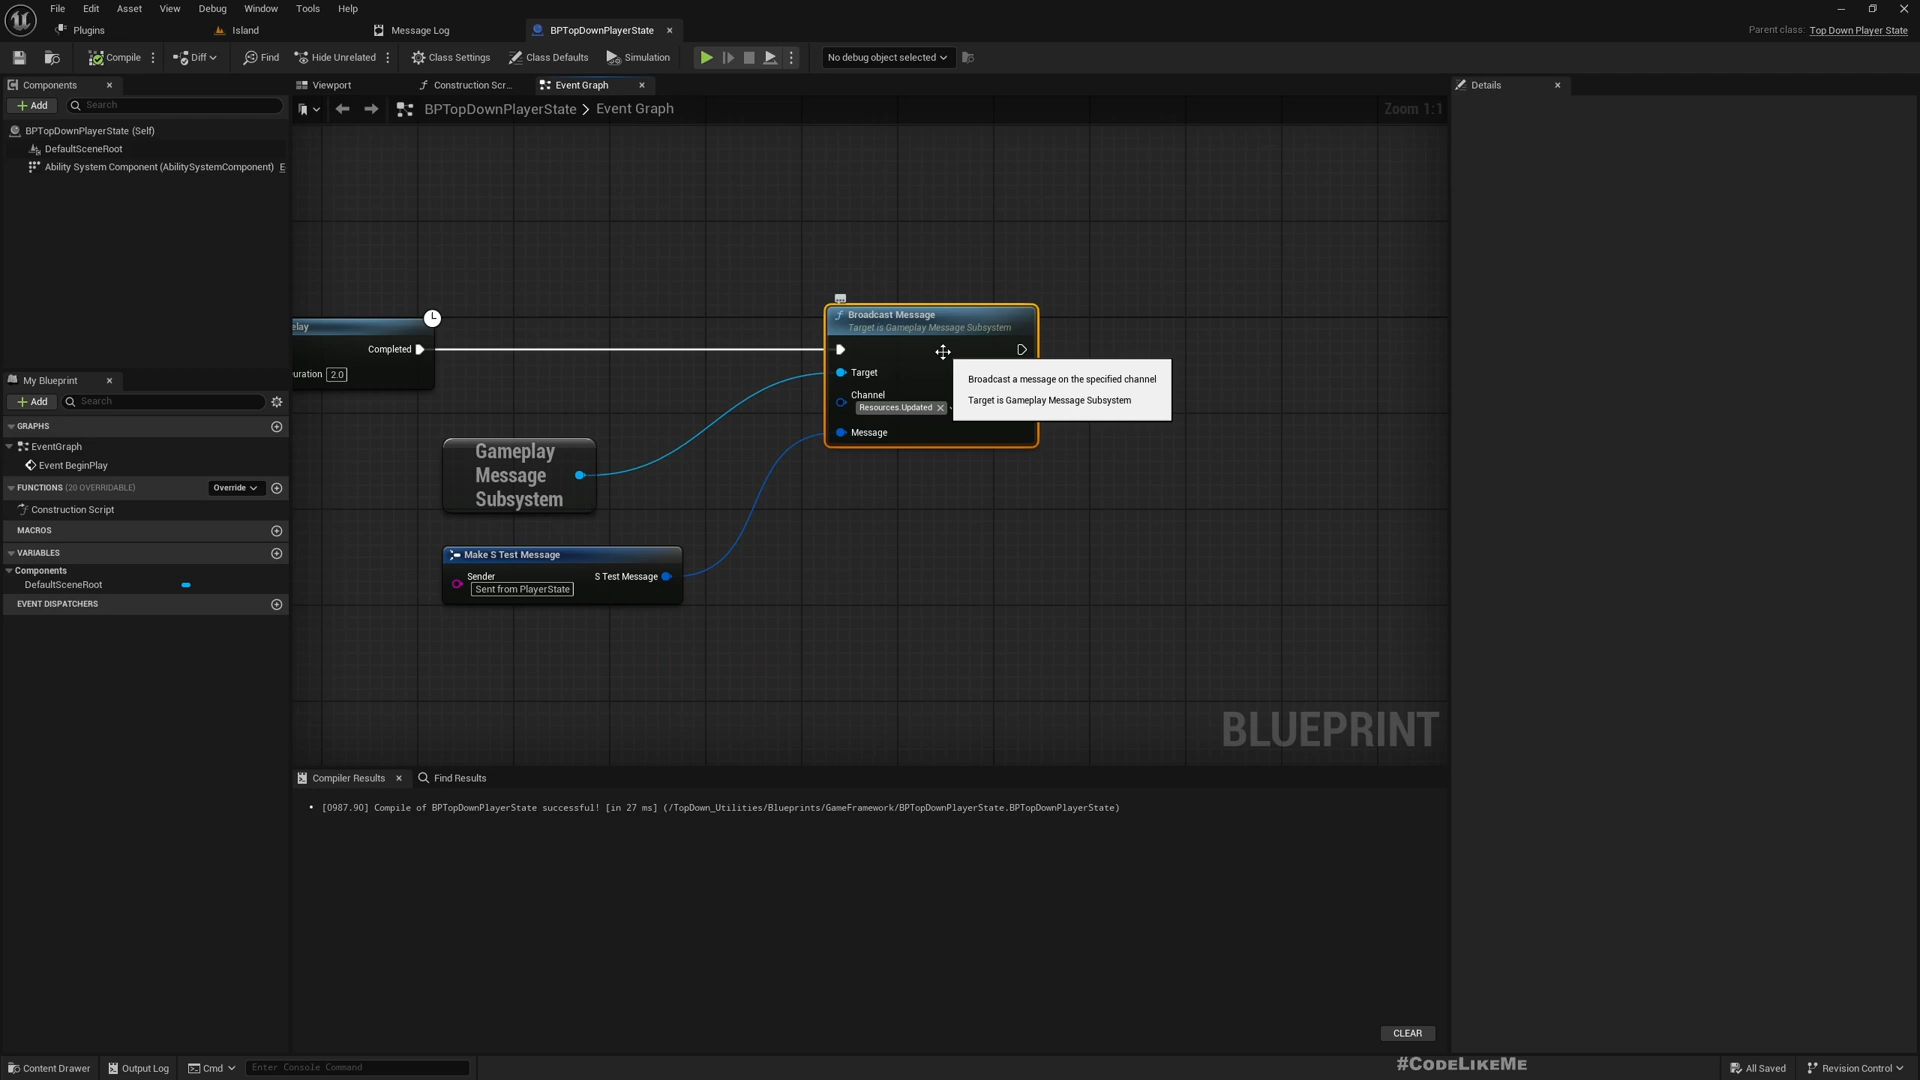 File Edit Asset View Debug Window Tools Help
Plugins Island Message Log BPTopDownPlayerState
Parent class: Top Down Player State
Compile Diff Find Hide Unrelated Class Settings Class Defaults Simulation No debug object selected
Components
Viewport Construction Scr... Event Graph
Details
Add Search
BPTopDownPlayerState > Event Graph
Zoom 1:1
BPTopDownPlayerState (Self)
DefaultSceneRoot
Ability System Component (AbilitySystemComponent) E
elay
Completed
uration 2.0
Broadcast Message
Target is Gameplay Message Subsystem
Target
Channel
Resources.Updated
Message
Broadcast a message on the specified channel
Target is Gameplay Message Subsystem
Gameplay
Message
Subsystem
Make S Test Message
Sender
S Test Message
Sent from PlayerState
My Blueprint
Add Search
GRAPHS
EventGraph
Event BeginPlay
FUNCTIONS (20 OVERRIDABLE) Override
Construction Script
MACROS
VARIABLES
Components
DefaultSceneRoot
EVENT DISPATCHERS
BLUEPRINT
Compiler Results Find Results
• [0987.90] Compile of BPTopDownPlayerState successful! [in 27 ms] (/TopDown_Utilities/Blueprints/GameFramework/BPTopDownPlayerState.BPTopDownPlayerState)
CLEAR
Content Drawer Output Log Cmd Enter Console Command
#CODELIKEME
All Saved Revision Control